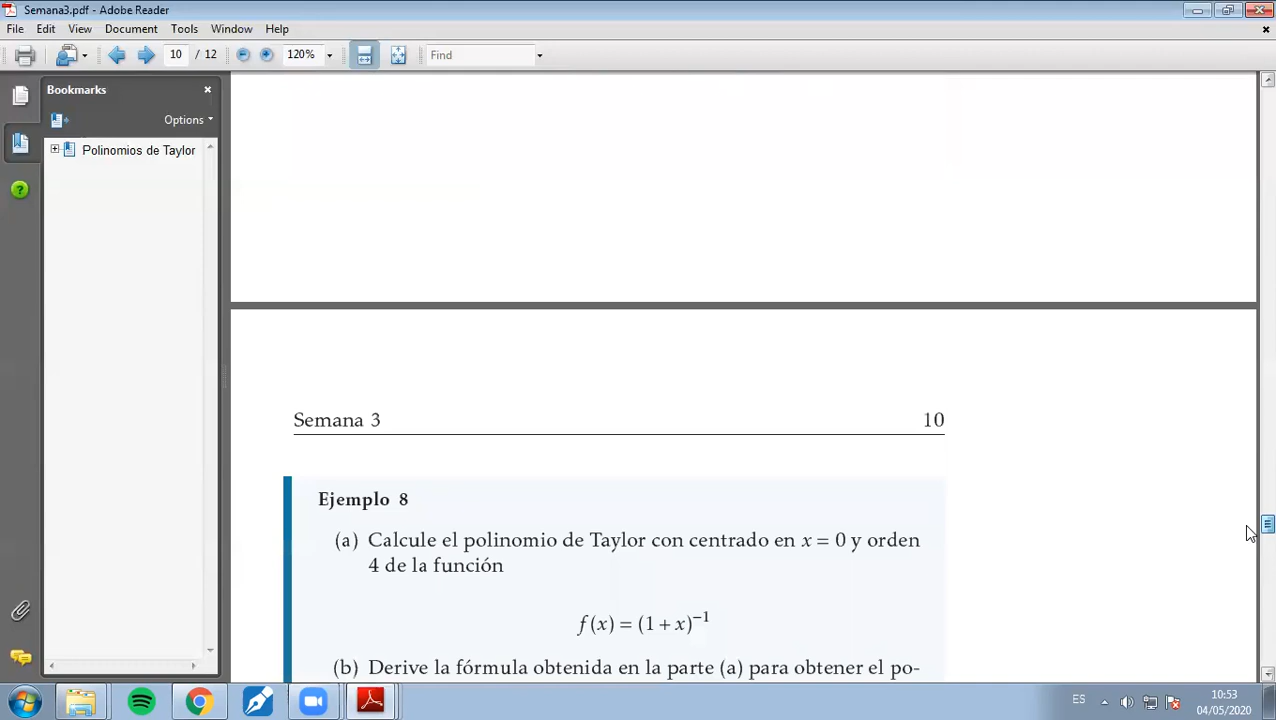 Semana3.pdf - Adobe Reader
File Edit View Document Tools Window Help
10 / 12 120% Find
Bookmarks
Options
Polinomios de Taylor
Semana 3 10
Ejemplo 8
(a) Calcule el polinomio de Taylor con centrado en x = 0 y orden
4 de la función
f(x) = (1 + x)⁻¹
(b) Derive la fórmula obtenida en la parte (a) para obtener el po-
ES 10:53
04/05/2020